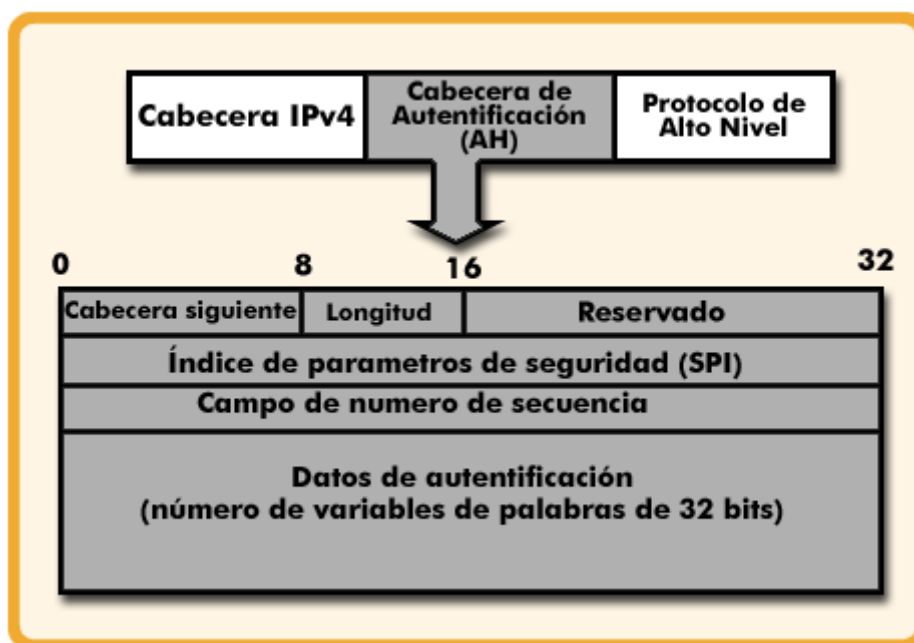 Cabecera IPv4
Cabecera de
Autentificación
(AH)
Protocolo de
Alto Nivel
0 8 16 32
Cabecera siguiente Longitud Reservado
Índice de parametros de seguridad (SPI)
Campo de numero de secuencia
Datos de autentificación
(número de variables de palabras de 32 bits)